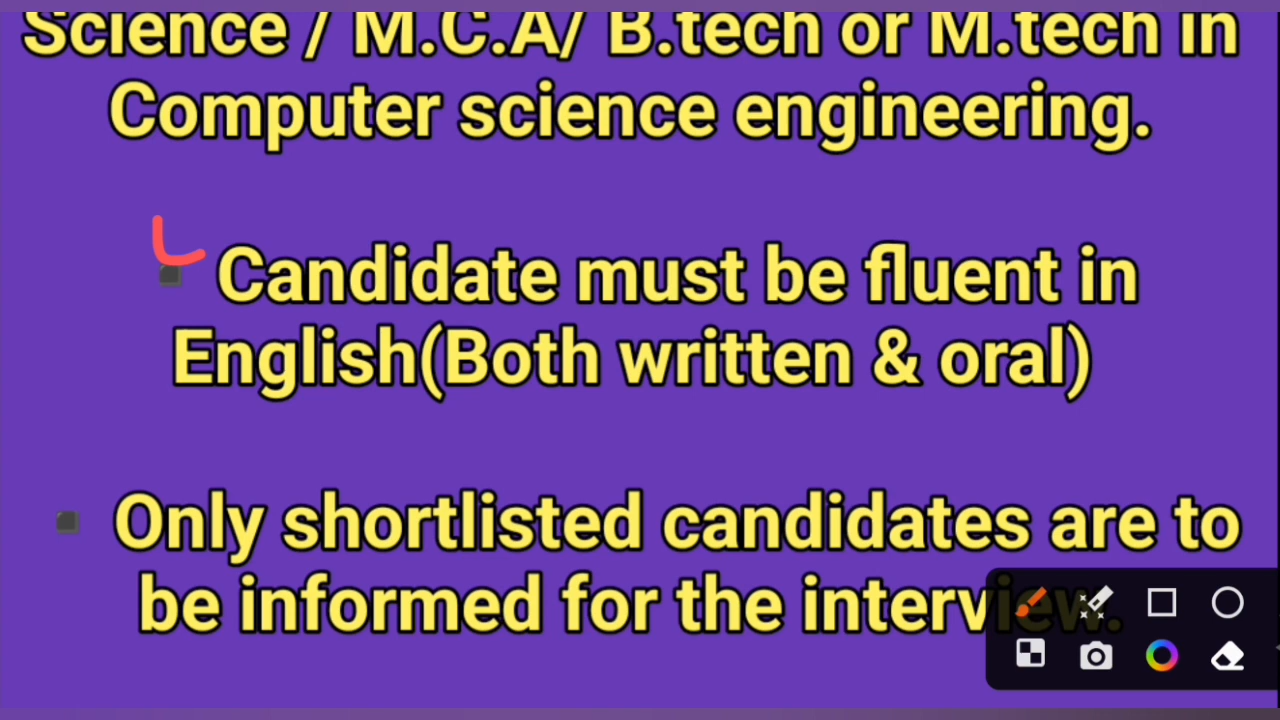 Science / M.C.A/ B.tech or M.tech in
Computer science engineering.
Candidate must be fluent in
English(Both written & oral)
Only shortlisted candidates are to
be informed for the interview.